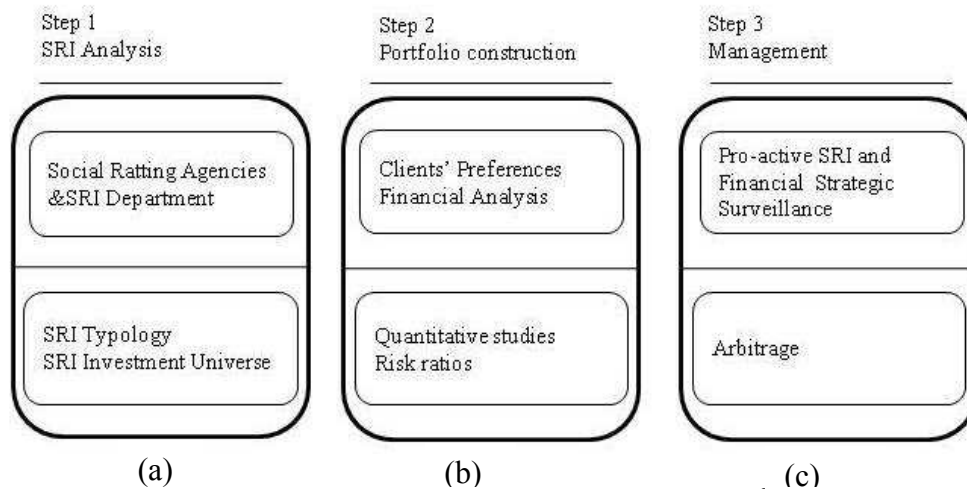 Step 1
SRI Analysis
Social Ratting Agencies
&SRI Department
SRI Typology
SRI Investment Universe
(a)
Step 2
Portfolio construction
Clients' Preferences
Financial Analysis
Quantitative studies
Risk ratios
(b)
Step 3
Management
Pro-active SRI and
Financial Strategic
Surveillance
Arbitrage
(c)